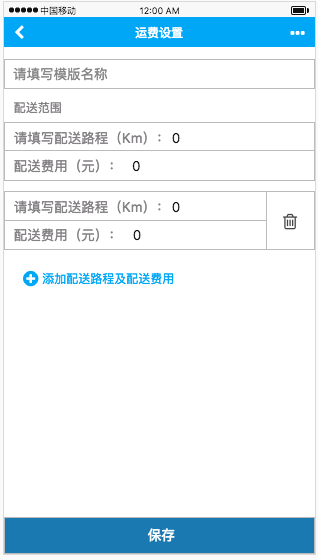 中国移动 12:00 AM
运费设置
请填写模版名称
配送范围
请填写配送路程（Km）： 0
配送费用（元）： 0
请填写配送路程（Km）： 0
配送费用（元）： 0
添加配送路程及配送费用
保存